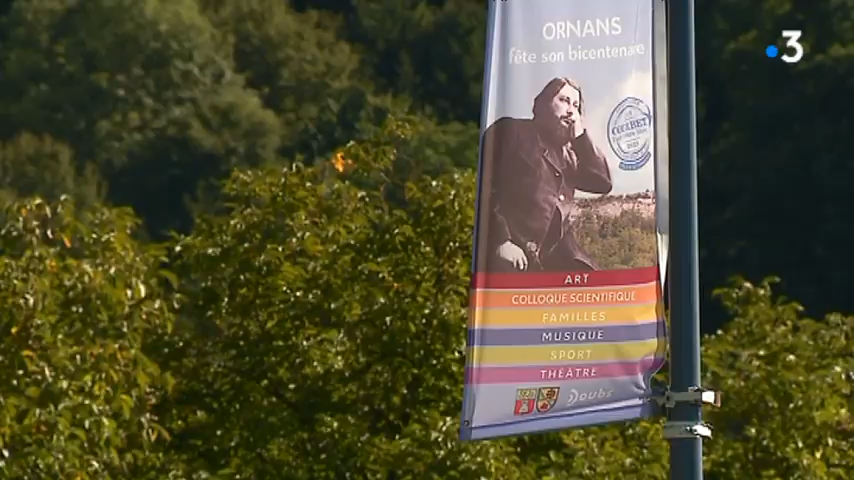 3
ORNANS
fête son bicentenaire
COURBET
ART
COLLOQUE SCIENTIFIQUE
FAMILLES
MUSIQUE
SPORT
THÉÂTRE
Doubs